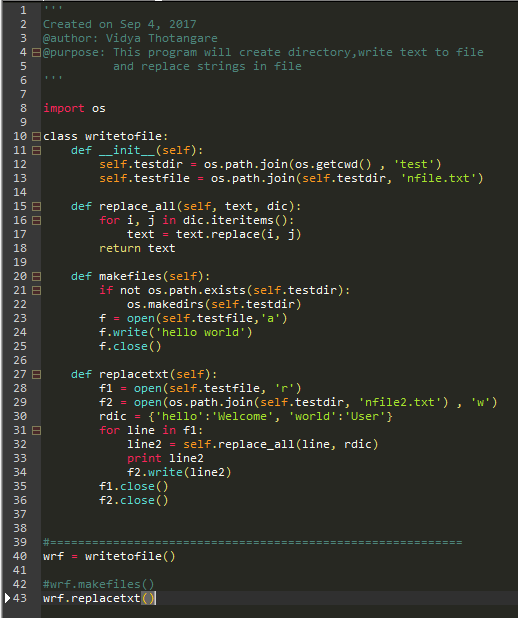 1 '''
2 Created on Sep 4, 2017
3 @author: Vidya Thotangare
4 @purpose: This program will create directory,write text to file
5           and replace strings in file
6 '''
7
8 import os
9
10 class writetofile:
11     def __init__(self):
12         self.testdir = os.path.join(os.getcwd() , 'test')
13         self.testfile = os.path.join(self.testdir, 'nfile.txt')
14
15     def replace_all(self, text, dic):
16         for i, j in dic.iteritems():
17             text = text.replace(i, j)
18         return text
19
20     def makefiles(self):
21         if not os.path.exists(self.testdir):
22             os.makedirs(self.testdir)
23         f = open(self.testfile,'a')
24         f.write('hello world')
25         f.close()
26
27     def replacetxt(self):
28         f1 = open(self.testfile, 'r')
29         f2 = open(os.path.join(self.testdir, 'nfile2.txt') , 'w')
30         rdic = {'hello':'Welcome', 'world':'User'}
31         for line in f1:
32             line2 = self.replace_all(line, rdic)
33             print line2
34             f2.write(line2)
35         f1.close()
36         f2.close()
37
38
39 #===========================================================
40 wrf = writetofile()
41
42 #wrf.makefiles()
43 wrf.replacetxt()